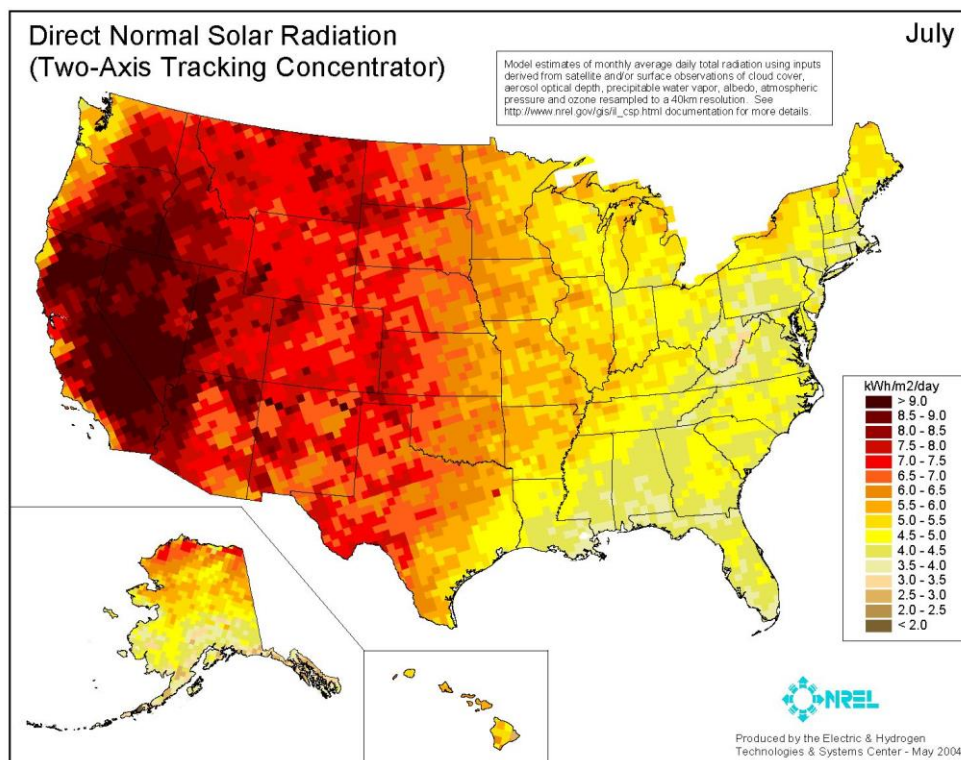 Direct Normal Solar Radiation
(Two-Axis Tracking Concentrator)
July
Model estimates of monthly average daily total radiation using inputs
derived from satellite and/or surface observations of cloud cover,
aerosol optical depth, precipitable water vapor, albedo, atmospheric
pressure and ozone resampled to a 40km resolution. See
http://www.nrel.gov/gis/il_csp.html documentation for more details.
kWh/m2/day
> 9.0
8.5 - 9.0
8.0 - 8.5
7.5 - 8.0
7.0 - 7.5
6.5 - 7.0
6.0 - 6.5
5.5 - 6.0
5.0 - 5.5
4.5 - 5.0
4.0 - 4.5
3.5 - 4.0
3.0 - 3.5
2.5 - 3.0
2.0 - 2.5
< 2.0
NREL
Produced by the Electric & Hydrogen
Technologies & Systems Center - May 2004